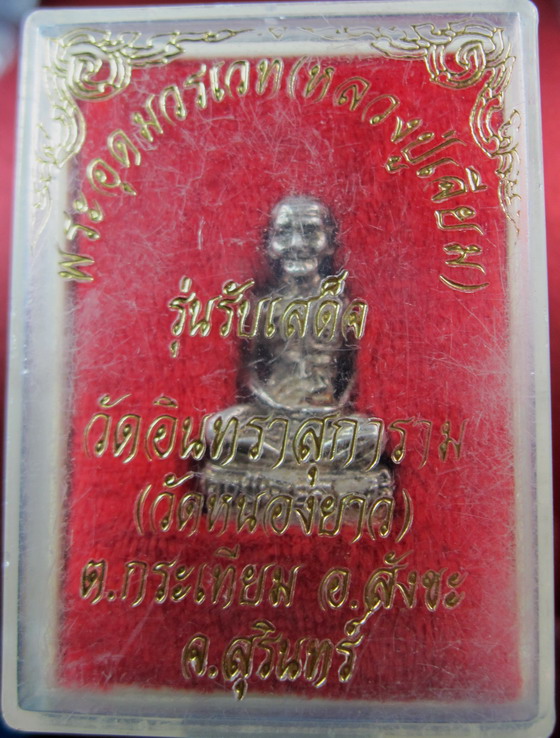 พระอุดมวรเวท(หลวงปู่เจียม)
รุ่นรับเสด็จ
วัดอินทราสุการาม
(วัดหนองยาว)
ต.กระเทียม อ.สังขะ
จ.สุรินทร์